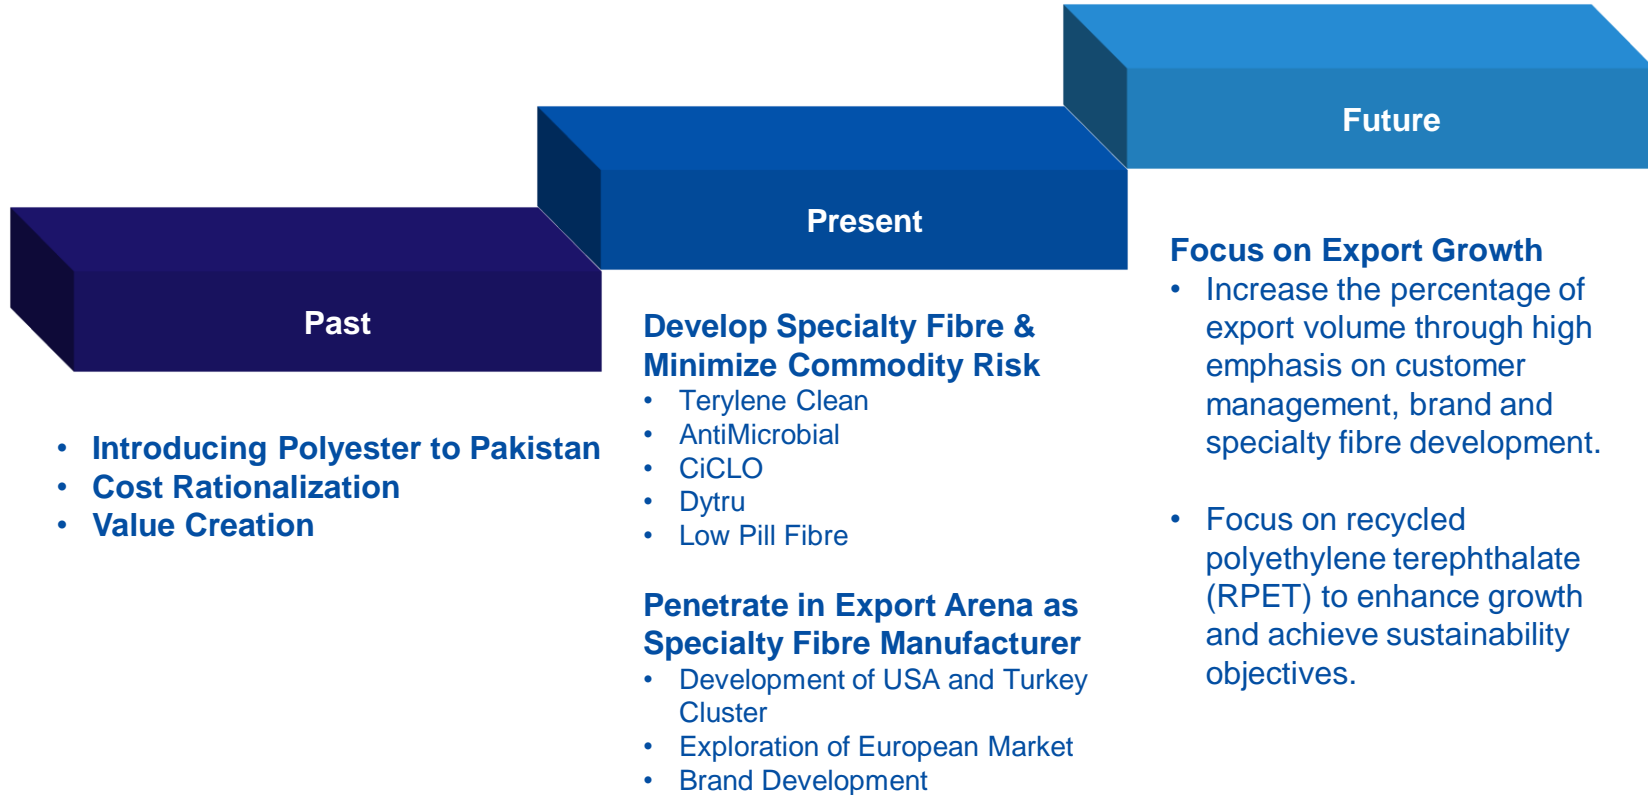 Past
• Introducing Polyester to Pakistan
• Cost Rationalization
• Value Creation
Present
Develop Specialty Fibre &
Minimize Commodity Risk
• Terylene Clean
• AntiMicrobial
• CiCLO
• Dytru
• Low Pill Fibre
Penetrate in Export Arena as
Specialty Fibre Manufacturer
• Development of USA and Turkey
Cluster
• Exploration of European Market
• Brand Development
Future
Focus on Export Growth
• Increase the percentage of
export volume through high
emphasis on customer
management, brand and
specialty fibre development.
• Focus on recycled
polyethylene terephthalate
(RPET) to enhance growth
and achieve sustainability
objectives.